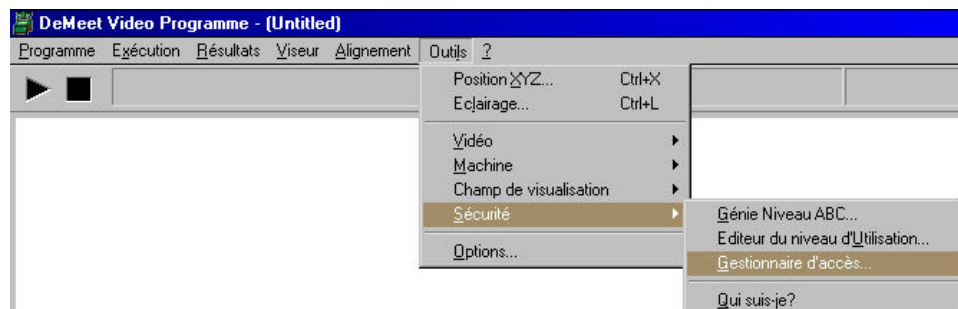 DeMeet Video Programme - (Untitled)
Programme Exécution Résultats Viseur Alignement Outils ?
Position XYZ... Ctrl+X
Eclairage... Ctrl+L
Vidéo
Machine
Champ de visualisation
Sécurité
Options...
Génie Niveau ABC...
Editeur du niveau d'Utilisation...
Gestionnaire d'accès...
Qui suis-je?